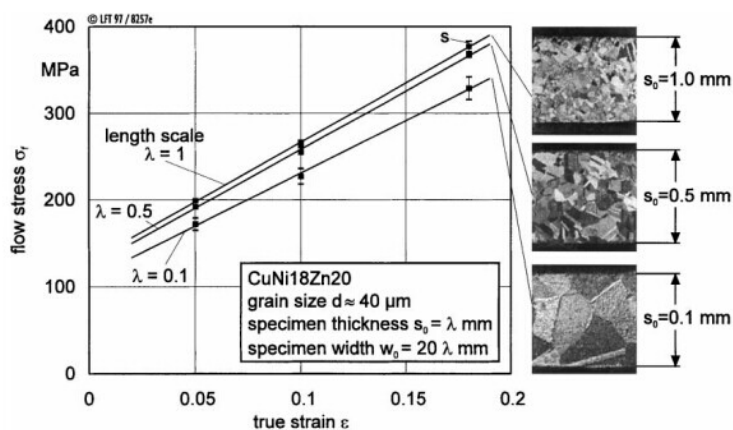 © LFT 97 / 8257e
400
MPa
300
200
100
0
flow stress σf
0
0.05
0.1
0.15
0.2
true strain ε
s
length scale
λ = 1
λ = 0.5
λ = 0.1
CuNi18Zn20
grain size d ≈ 40 µm
specimen thickness s₀ = λ mm
specimen width w₀ = 20 λ mm
s₀=1.0 mm
s₀=0.5 mm
s₀=0.1 mm